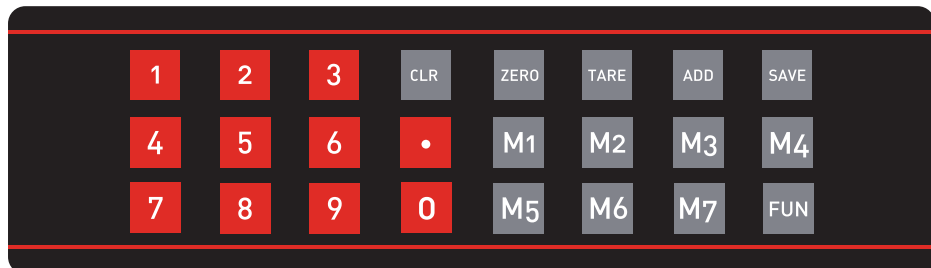 1 2 3 CLR ZERO TARE ADD SAVE
4 5 6 • M1 M2 M3 M4
7 8 9 0 M5 M6 M7 FUN